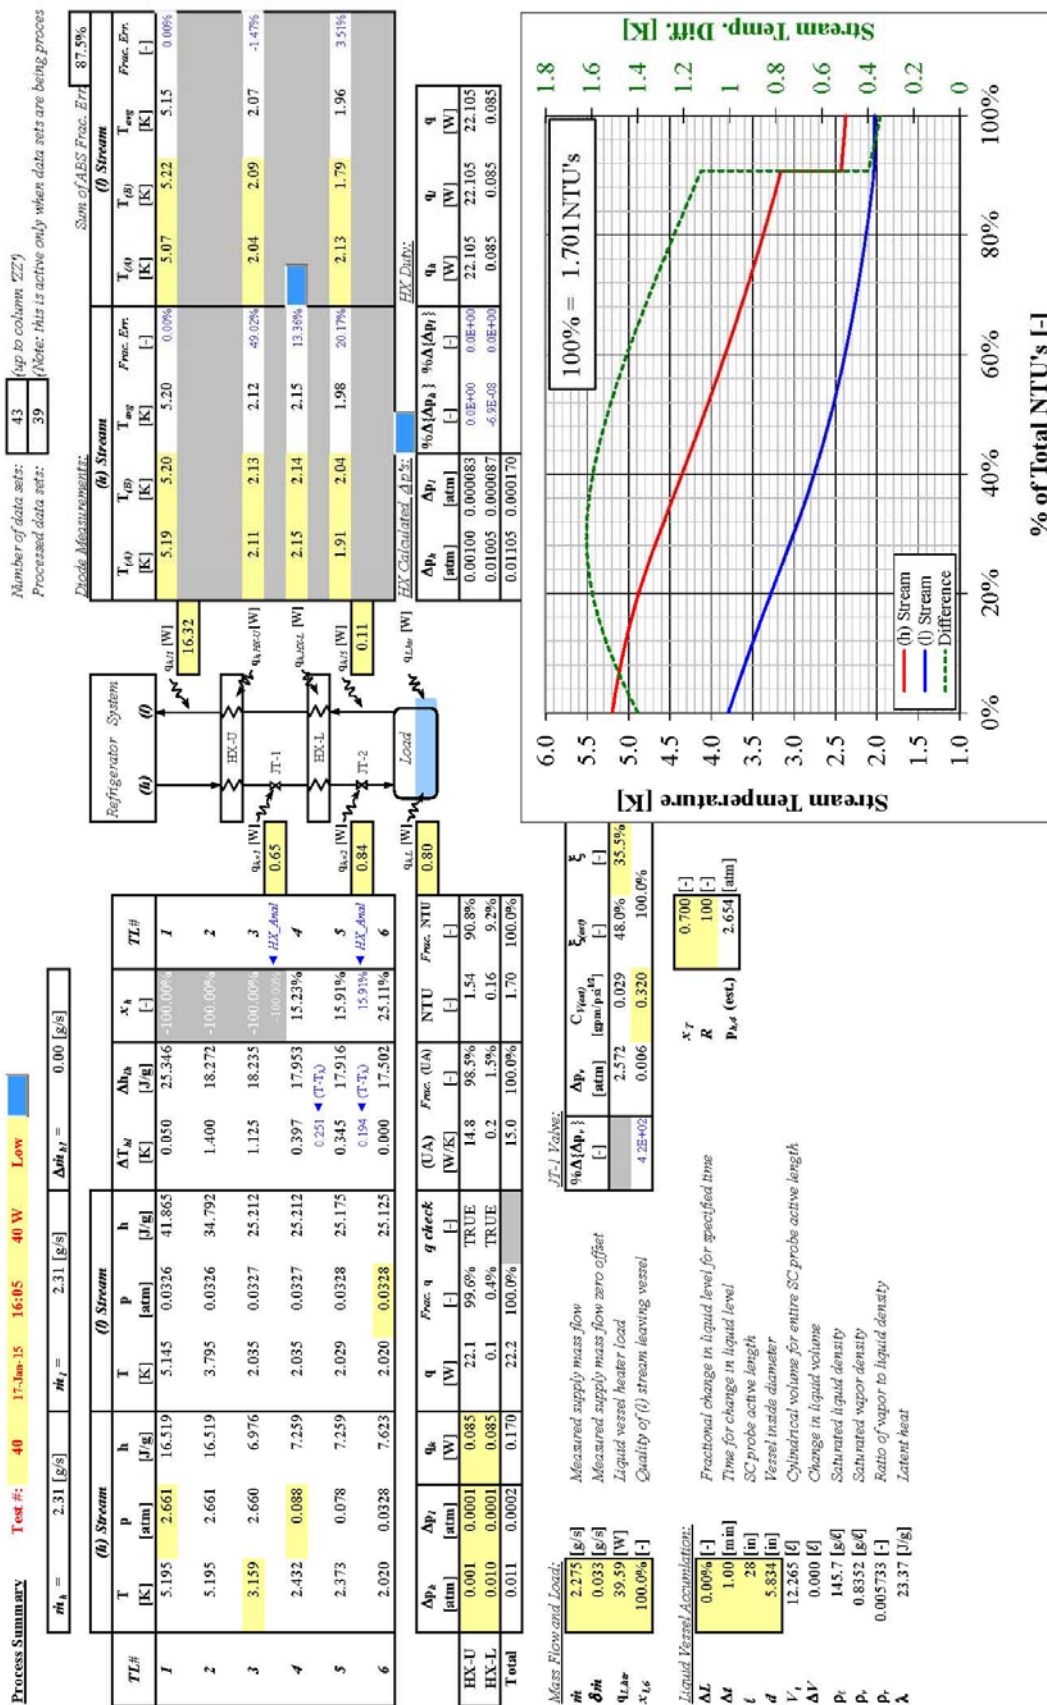 Process Summary Test #: 40 17-Jan-15 16:05 40 W Low
ṁh = 2.31 [g/s] ṁl = 2.31 [g/s] Δṁhl = 0.00 [g/s]
TL# (h) Stream (l) Stream ΔThl Δhlh xh TL#
T p h T p h
[K] [atm] [J/g] [K] [atm] [J/g] [K] [J/g] [-]
1 5.195 2.661 16.519 5.145 0.0326 41.865 0.050 25.346 -100.00% 1
2 5.195 2.661 16.519 3.795 0.0326 34.792 1.400 18.272 -100.00% 2
3 3.159 2.660 6.976 2.035 0.0327 25.212 1.125 18.235 -100.00% 3
-100.00% ◄ HX_Anal
4 2.432 0.088 7.259 2.035 0.0327 25.212 0.397 17.953 15.23% 4
0.251 ◄ (T-Tλ)
5 2.373 0.078 7.259 2.029 0.0328 25.175 0.345 17.916 15.91% 5
0.194 ◄ (T-Tλ) 15.91% ◄ HX_Anal
6 2.020 0.0328 7.623 2.020 0.0328 25.125 0.000 17.502 25.11% 6
Δph Δpl qk q Frac. q q check (UA) Frac. (UA) NTU Frac. NTU
[atm] [atm] [W] [W] [-] [-] [W/K] [-] [-] [-]
HX-U 0.001 0.0001 0.085 22.1 99.6% TRUE 14.8 98.5% 1.54 90.8%
HX-L 0.010 0.0001 0.085 0.1 0.4% TRUE 0.2 1.5% 0.16 9.2%
Total 0.011 0.0002 0.170 22.2 100.0% 15.0 100.0% 1.70 100.0%
Mass Flow and Load:
ṁ 2.275 [g/s] Measured supply mass flow
δṁ 0.033 [g/s] Measured supply mass flow zero offset
qL,htr 39.59 [W] Liquid vessel heater load
xl,6 100.0% [-] Quality of (l) stream leaving vessel
Liquid Vessel Accumlation:
ΔL 0.00% [-] Fractional change in liquid level for specified time
Δt 1.00 [min] Time for change in liquid level
ℓ 28 [in] SC probe active length
d 5.834 [in] Vessel inside diameter
12.265 [ℓ] Cylindrical volume for entire SC probe active length
ΔV 0.000 [ℓ] Change in liquid volume
ρℓ 145.7 [g/ℓ] Saturated liquid density
ρv 0.8352 [g/ℓ] Saturated vapor density
ρr 0.005733 [-] Ratio of vapor to liquid density
λ 23.37 [J/g] Latent heat
JT-1 Valve:
%Δ{Δpv} Δpv CV(est) ξ(est) ξ
[-] [atm] [gpm/psi^1/2] [-] [-]
2.572 0.029 48.0% 35.5%
4.2E+02 0.006 0.320 100.0%
xT 0.700 [-]
R 100 [-]
ph,4 (est.) 2.654 [atm]
Refrigerator System
(h) (l)
HX-U
JT-1
HX-L
JT-2
Load
qk,l1 [W]
16.32
qk,HX-U [W]
qk,HX-L [W]
qk,l5 [W]
0.11
qL,htr [W]
[W]
0.65
[W]
0.84
qk,L [W]
0.80
Number of data sets: 43 (up to column 'ZZ')
Processed data sets: 39 (Note: this is active only when data sets are being proces
Diode Measurements: Sum of ABS Frac. Err. 87.5%
(h) Stream (l) Stream
T(A) T(B) Tavg Frac. Err. T(A) T(B) Tavg Frac. Err.
[K] [K] [K] [-] [K] [K] [K] [-]
5.19 5.20 5.20 0.00% 5.07 5.22 5.15 0.00%
2.11 2.13 2.12 49.02% 2.04 2.09 2.07 -1.47%
2.15 2.14 2.15 13.36%
1.91 2.04 1.98 20.17% 2.13 1.79 1.96 3.51%
HX Calculated Δp's: HX Duty:
Δph Δpl %Δ{Δph} %Δ{Δpl} qh ql q
[atm] [atm] [-] [-] [W] [W] [W]
0.00100 0.000083 0.0E+00 0.0E+00 22.105 22.105 22.105
0.01005 0.000087 -6.9E-08 0.0E+00 0.085 0.085 0.085
0.01105 0.000170
100% = 1.701 NTU's
Stream Temperature [K]
6.0
5.5
5.0
4.5
4.0
3.5
3.0
2.5
2.0
1.5
1.0
Stream Temp. Diff. [K]
1.8
1.6
1.4
1.2
1
0.8
0.6
0.4
0.2
0
(h) Stream
(l) Stream
Difference
0% 20% 40% 60% 80% 100%
% of Total NTU's [-]